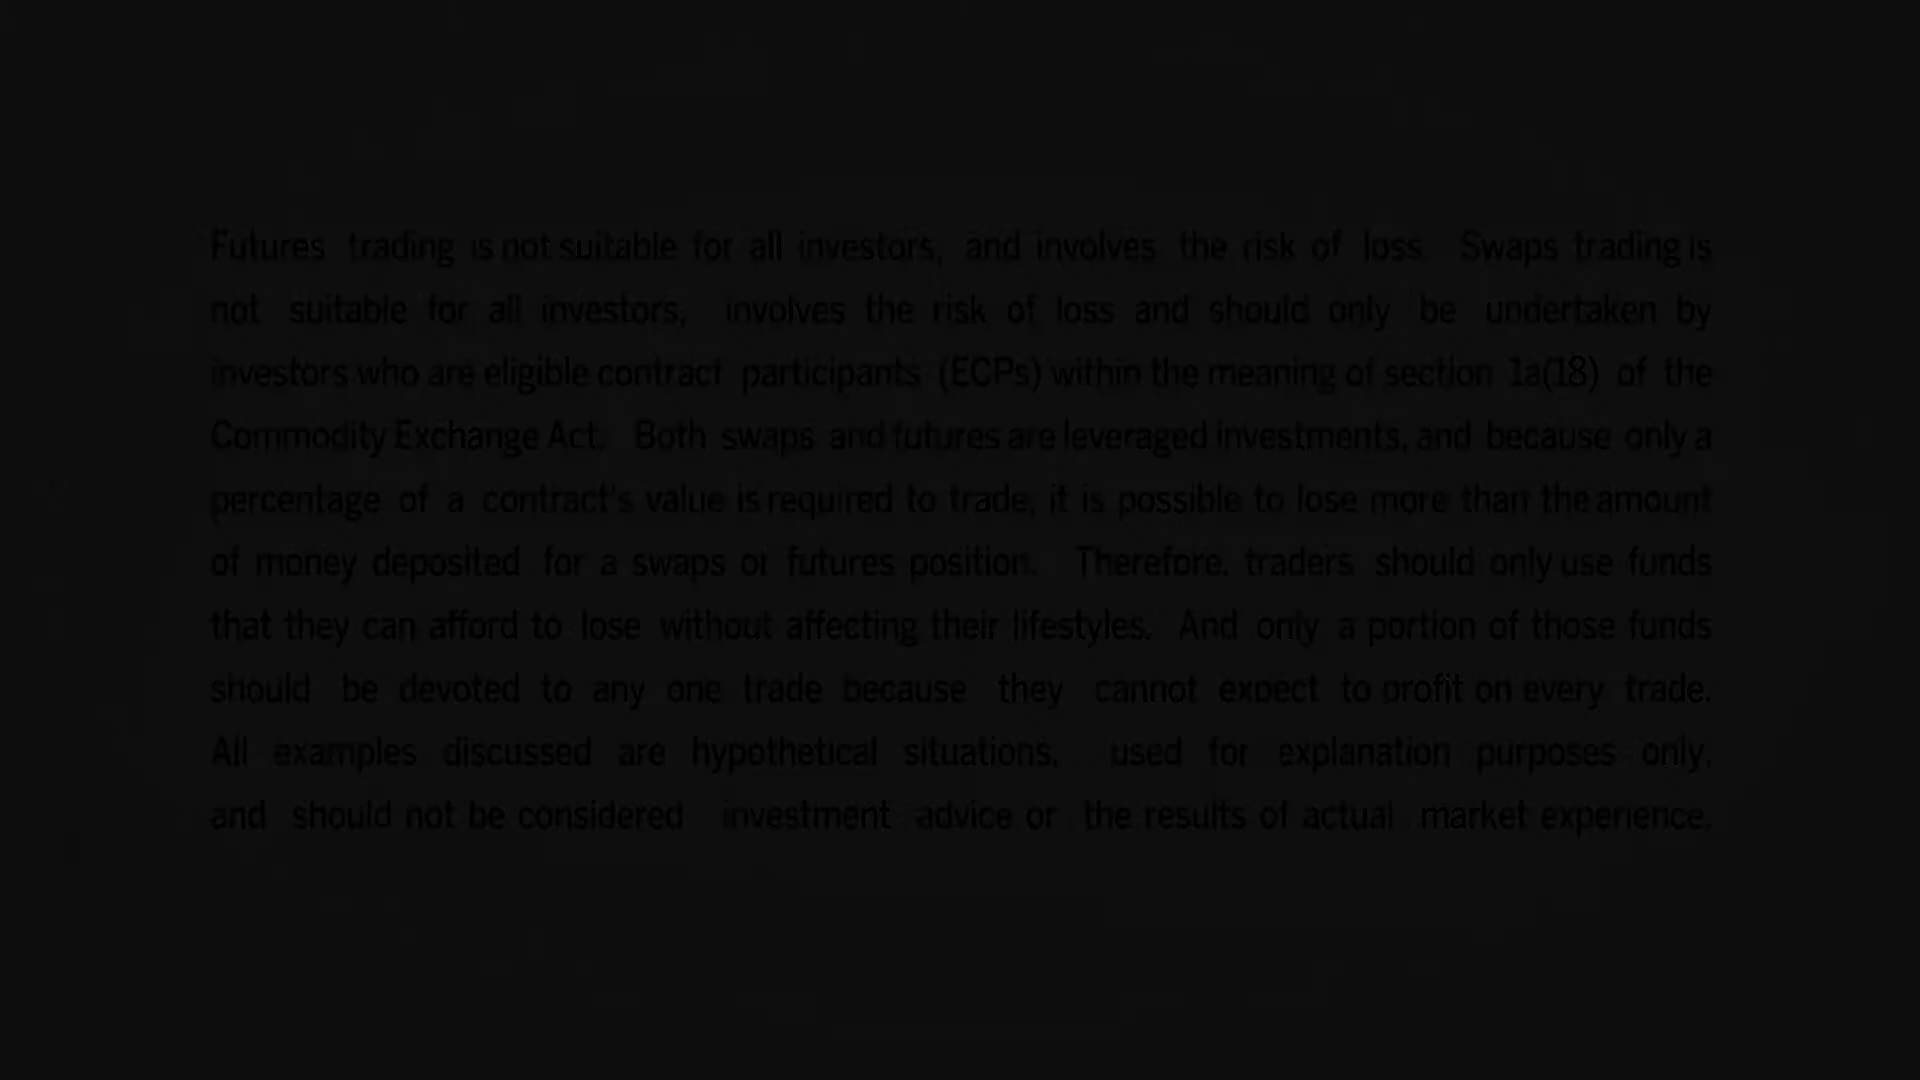 Futures trading is not suitable for all investors, and involves the risk of loss. Swaps trading is
not suitable for all investors, involves the risk of loss and should only be undertaken by
investors who are eligible contract participants (ECPs) within the meaning of section 1a(18) of the
Commodity Exchange Act. Both swaps and futures are leveraged investments, and because only a
percentage of a contract's value is required to trade, it is possible to lose more than the amount
of money deposited for a swaps or futures position. Therefore, traders should only use funds
that they can afford to lose without affecting their lifestyles. And only a portion of those funds
should be devoted to any one trade because they cannot expect to profit on every trade.
All examples discussed are hypothetical situations, used for explanation purposes only,
and should not be considered investment advice or the results of actual market experience.